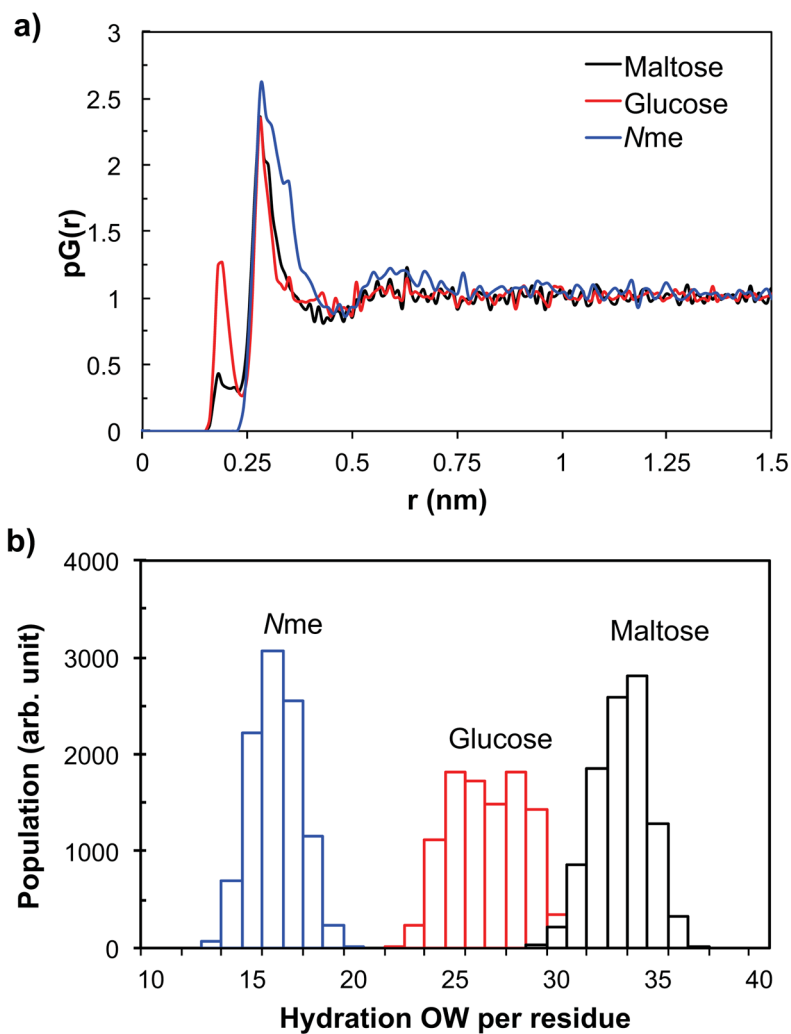 a)
3
2.5
2
1.5
1
0.5
0
pG(r)
Maltose
Glucose
Nme
0 0.25 0.5 0.75 1 1.25 1.5
r (nm)
b)
4000
3000
2000
1000
0
Population (arb. unit)
Nme
Glucose
Maltose
10 15 20 25 30 35 40
Hydration OW per residue